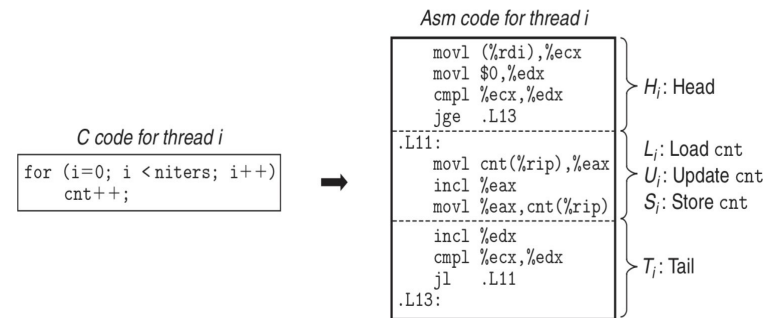 Asm code for thread i
movl (%rdi),%ecx
movl $0,%edx
cmpl %ecx,%edx
jge .L13
H_i: Head
C code for thread i
for (i=0; i <niters; i++)
cnt++;
.L11:
movl cnt(%rip),%eax
incl %eax
movl %eax,cnt(%rip)
L_i: Load cnt
U_i: Update cnt
S_i: Store cnt
incl %edx
cmpl %ecx,%edx
jl .L11
.L13:
T_i: Tail